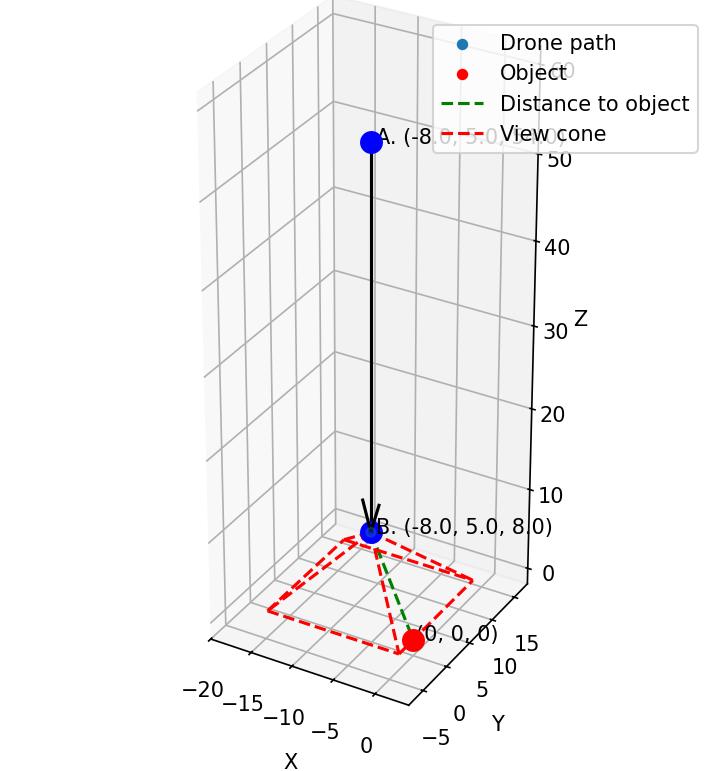 Drone path
Object
Distance to object
View cone
A. (-8.0, 5.0,
50
40
30
Z
20
10
0
B. (-8.0, 5.0, 8.0)
(0, 0, 0)
15
10
5
0
−5
Y
−20
−15
−10
−5
0
X